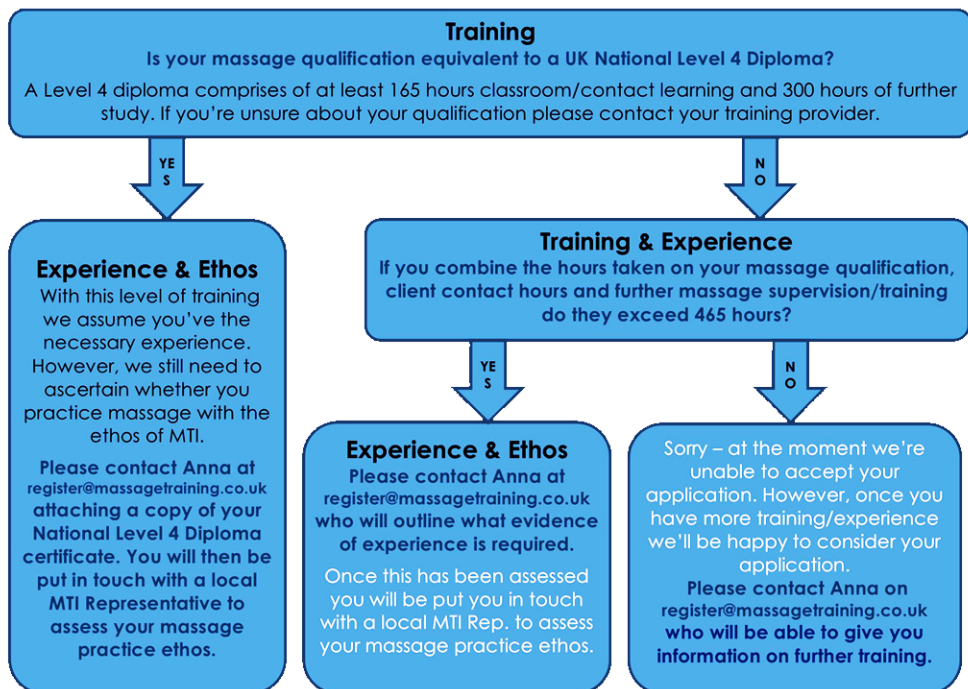 Training
Is your massage qualification equivalent to a UK National Level 4 Diploma?
A Level 4 diploma comprises of at least 165 hours classroom/contact learning and 300 hours of further
study. If you're unsure about your qualification please contact your training provider.
YE
S
N
O
Experience & Ethos
With this level of training
we assume you've the
necessary experience.
However, we still need to
ascertain whether you
practice massage with the
ethos of MTI.
Please contact Anna at
register@massagetraining.co.uk
attaching a copy of your
National Level 4 Diploma
certificate. You will then be
put in touch with a local
MTI Representative to
assess your massage
practice ethos.
Training & Experience
If you combine the hours taken on your massage qualification,
client contact hours and further massage supervision/training
do they exceed 465 hours?
YE
S
N
O
Experience & Ethos
Please contact Anna at
register@massagetraining.co.uk
who will outline what evidence
of experience is required.
Once this has been assessed
you will be put you in touch
with a local MTI Rep. to assess
your massage practice ethos.
Sorry – at the moment we're
unable to accept your
application. However, once you
have more training/experience
we'll be happy to consider your
application.
Please contact Anna on
register@massagetraining.co.uk
who will be able to give you
information on further training.